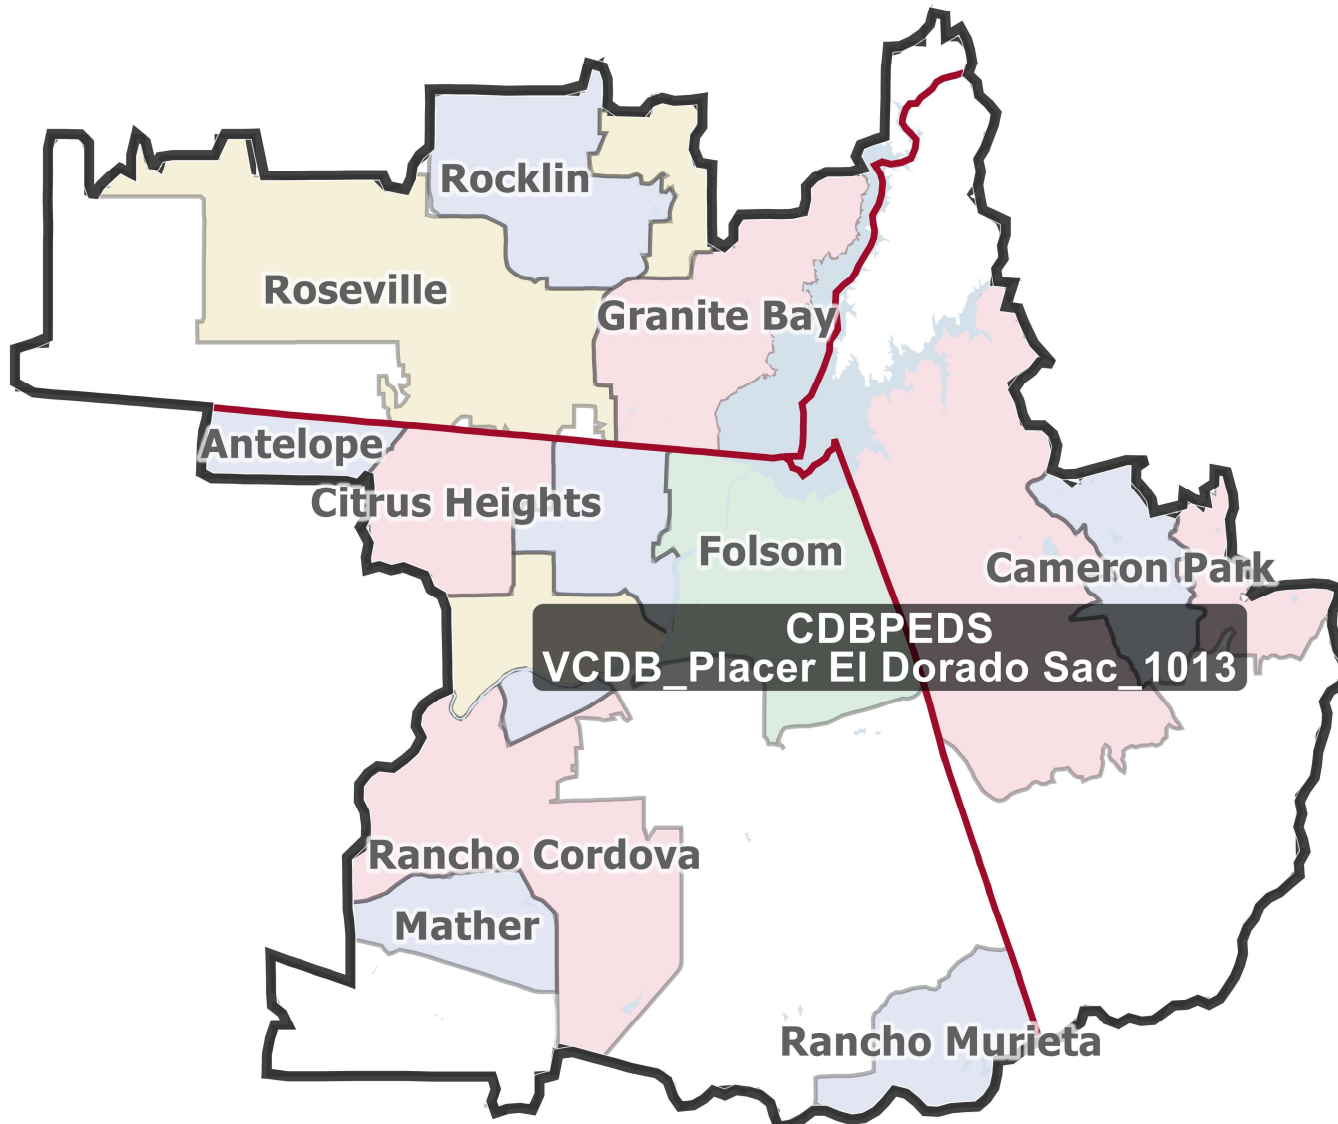 Rocklin
Roseville
Granite Bay
Antelope
Citrus Heights
Folsom
Cameron Park
CDBPEDS
VCDB_Placer El Dorado Sac_1013
Rancho Cordova
Mather
Rancho Murieta